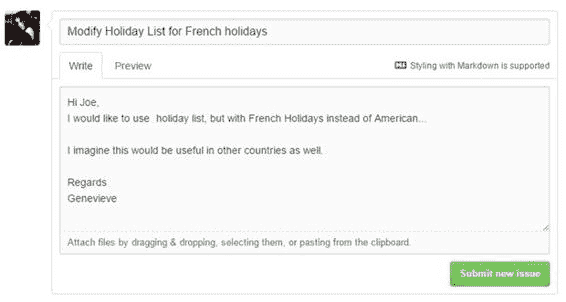 Modify Holiday List for French holidays
Write Preview
Styling with Markdown is supported
Hi Joe,
I would like to use  holiday list, but with French Holidays instead of American...
I imagine this would be useful in other countries as well.
Regards
Genevieve
Attach files by dragging & dropping, selecting them, or pasting from the clipboard.
Submit new issue